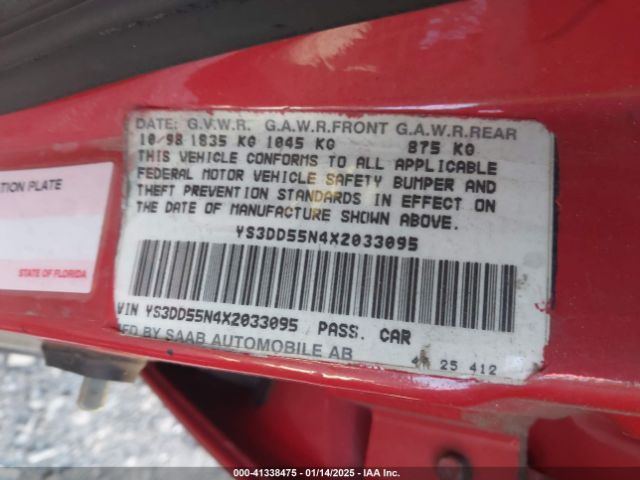 DATE: G.V.W.R. G.A.W.R.FRONT G.A.W.R.REAR
10/98 1835 KG 1045 KG 875 KG
THIS VEHICLE CONFORMS TO ALL APPLICABLE
FEDERAL MOTOR VEHICLE SAFETY BUMPER AND
THEFT PREVENTION STANDARDS IN EFFECT ON
THE DATE OF MANUFACTURE SHOWN ABOVE.
YS3DD55N4X2033095
VIN YS3DD55N4X2033095 PASS. CAR
MFD BY SAAB AUTOMOBILE AB
25 412
TION PLATE
STATE OF FLORIDA
000-41338475 — 01/14/2025 — IAA Inc.